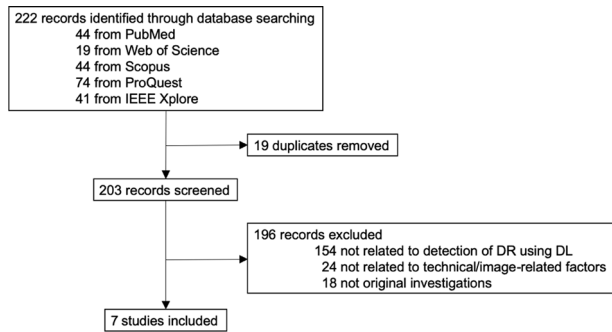 222 records identified through database searching
44 from PubMed
19 from Web of Science
44 from Scopus
74 from ProQuest
41 from IEEE Xplore
19 duplicates removed
203 records screened
196 records excluded
154 not related to detection of DR using DL
24 not related to technical/image-related factors
18 not original investigations
7 studies included